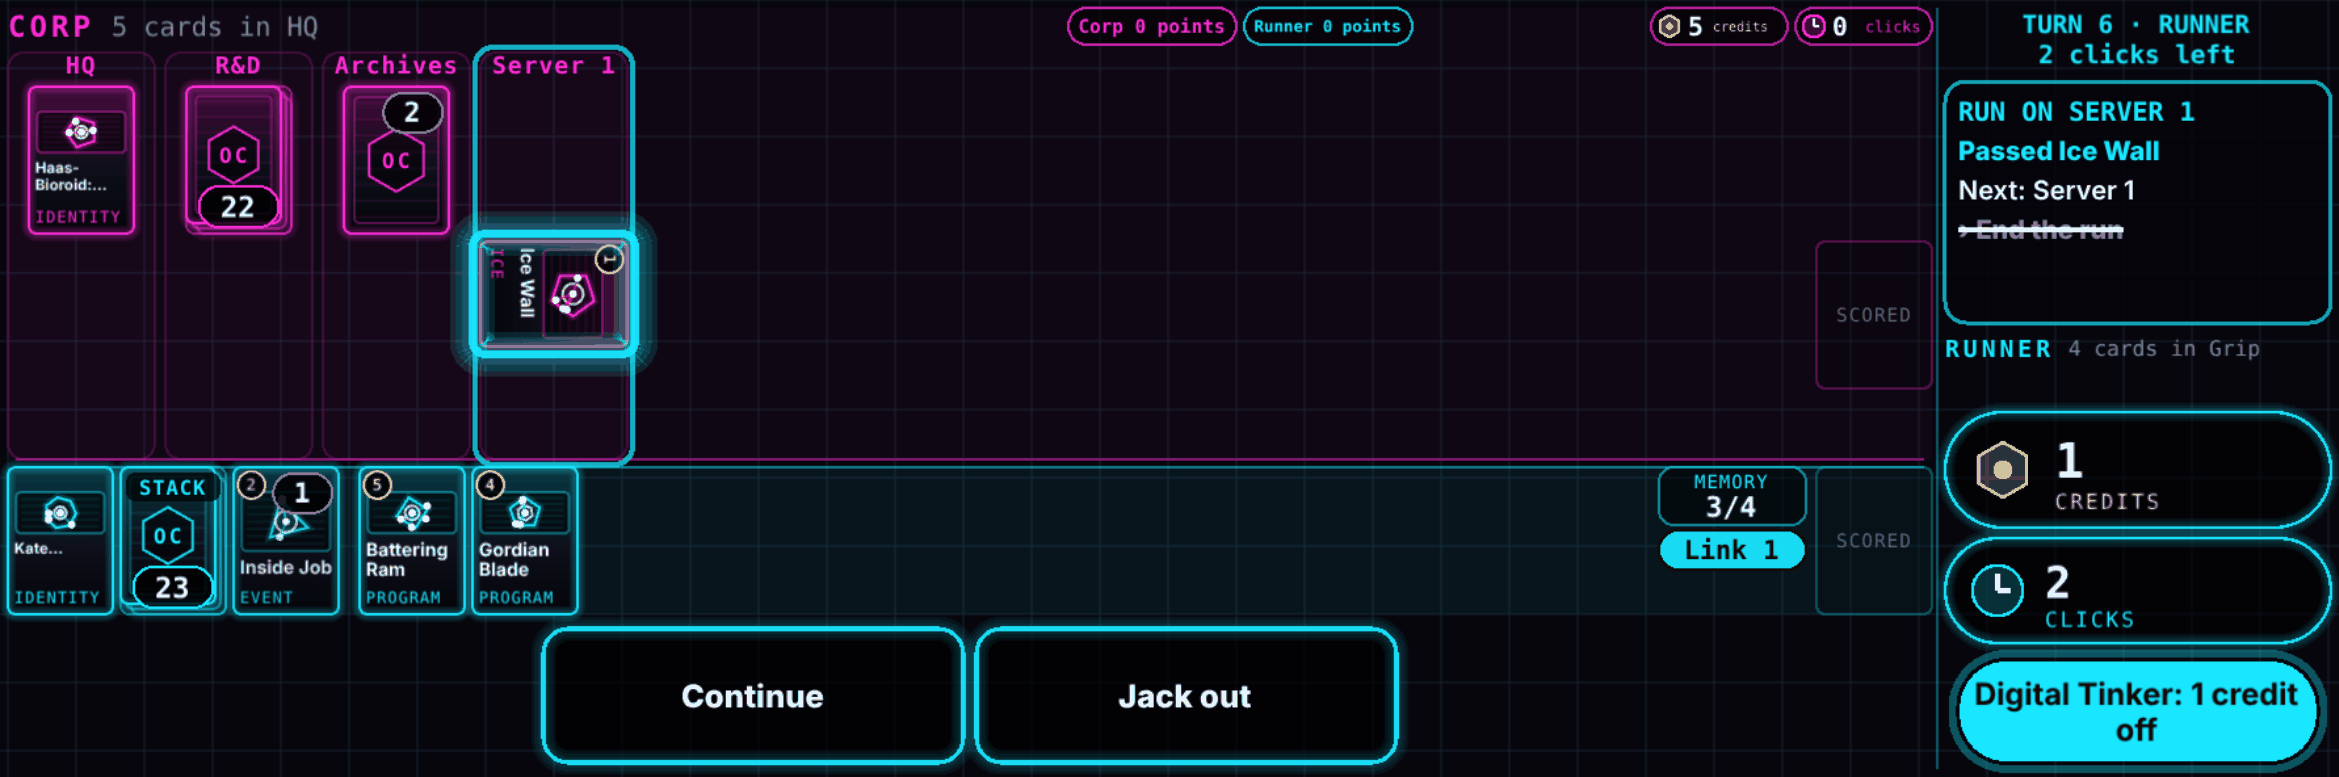 CORP 5 cards in HQ
Corp 0 points
Runner 0 points
5 credits
0 clicks
HQ
R&D
Archives
Server 1
Haas-
Bioroid:...
IDENTITY
OC
22
2
OC
ICE
Ice Wall
1
SCORED
Kate...
IDENTITY
STACK
OC
23
2
1
Inside Job
EVENT
5
Battering
Ram
PROGRAM
4
Gordian
Blade
PROGRAM
MEMORY
3/4
Link 1
SCORED
Continue
Jack out
TURN 6 · RUNNER
2 clicks left
RUN ON SERVER 1
Passed Ice Wall
Next: Server 1
› End the run
RUNNER 4 cards in Grip
1
CREDITS
2
CLICKS
Digital Tinker: 1 credit
off